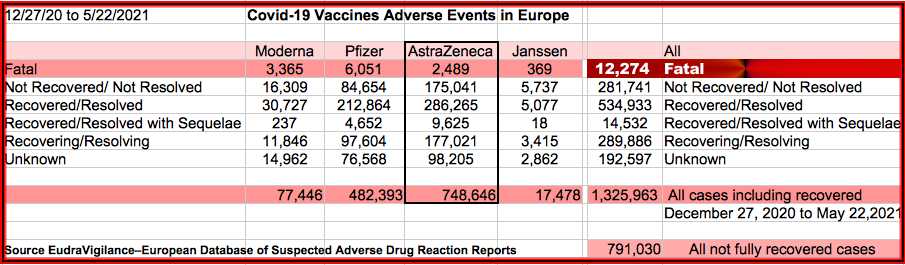 12/27/20 to 5/22/2021 Covid-19 Vaccines Adverse Events in Europe
Moderna Pfizer AstraZeneca Janssen All
Fatal 3,365 6,051 2,489 369 12,274 Fatal
Not Recovered/ Not Resolved 16,309 84,654 175,041 5,737 281,741 Not Recovered/ Not Resolved
Recovered/Resolved 30,727 212,864 286,265 5,077 534,933 Recovered/Resolved
Recovered/Resolved with Sequelae 237 4,652 9,625 18 14,532 Recovered/Resolved with Sequelae
Recovering/Resolving 11,846 97,604 177,021 3,415 289,886 Recovering/Resolving
Unknown 14,962 76,568 98,205 2,862 192,597 Unknown
77,446 482,393 748,646 17,478 1,325,963 All cases including recovered
December 27, 2020 to May 22,2021
Source EudraVigilance–European Database of Suspected Adverse Drug Reaction Reports 791,030 All not fully recovered cases